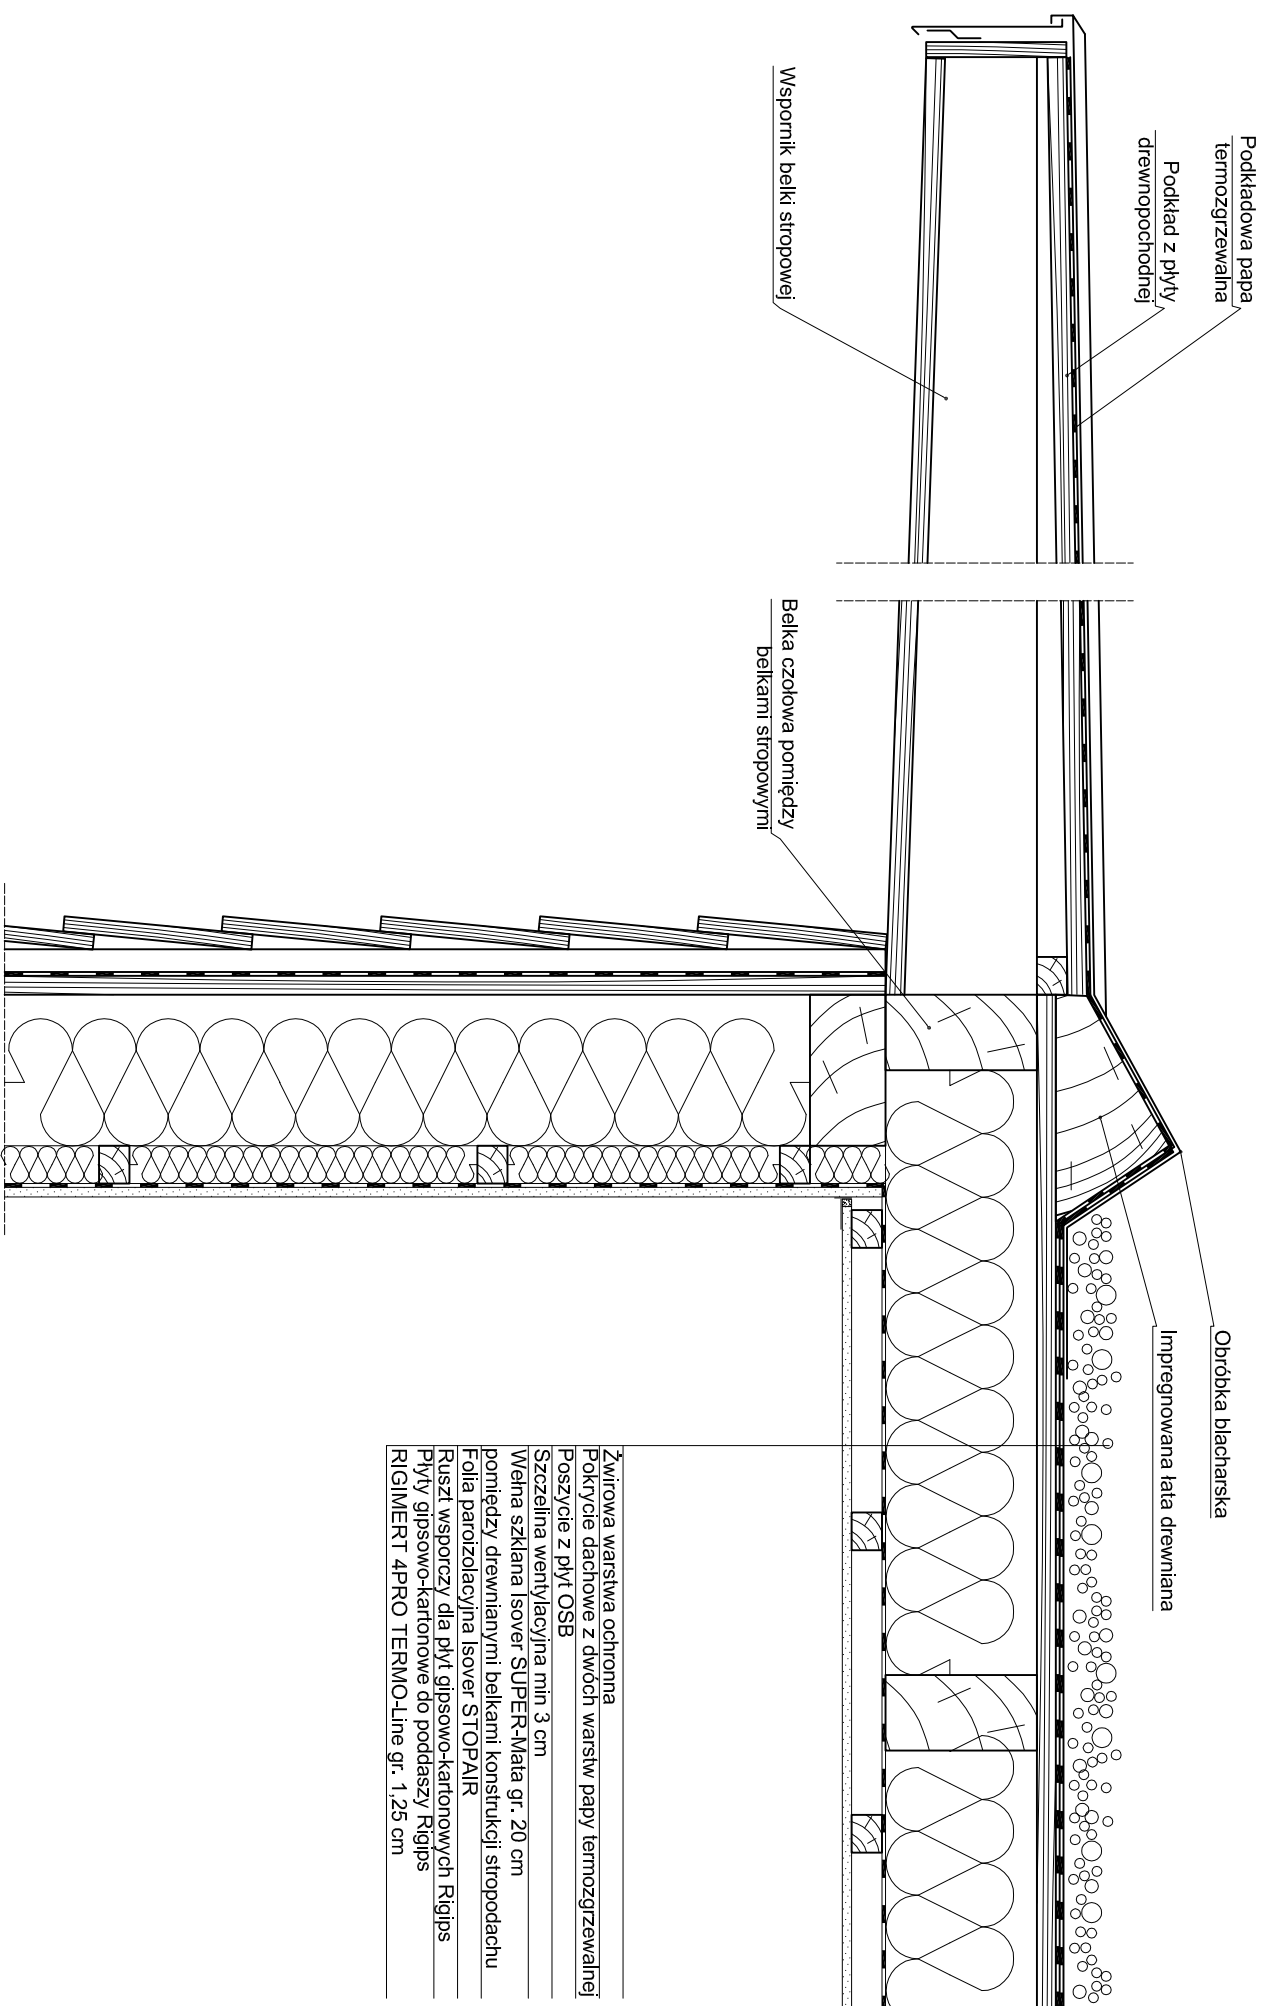 Podkładowa papa
termozgrzewalna
Podkład z płyty
drewnopochodnej
Wspornik belki stropowej
Belka czołowa pomiędzy
belkami stropowymi
Obróbka blacharska
Impregnowana łata drewniana
Żwirowa warstwa ochronna
Pokrycie dachowe z dwóch warstw papy termozgrzewalnej
Poszycie z płyt OSB
Szczelina wentylacyjna min 3 cm
Wełna szklana Isover SUPER-Mata gr. 20 cm
pomiędzy drewnianymi belkami konstrukcji stropodachu
Folia paroizolacyjna Isover STOPAIR
Ruszt wsporczy dla płyt gipsowo-kartonowych Rigips
Płyty gipsowo-kartonowe do poddaszy Rigips
RIGIMERT 4PRO TERMO-Line gr. 1,25 cm